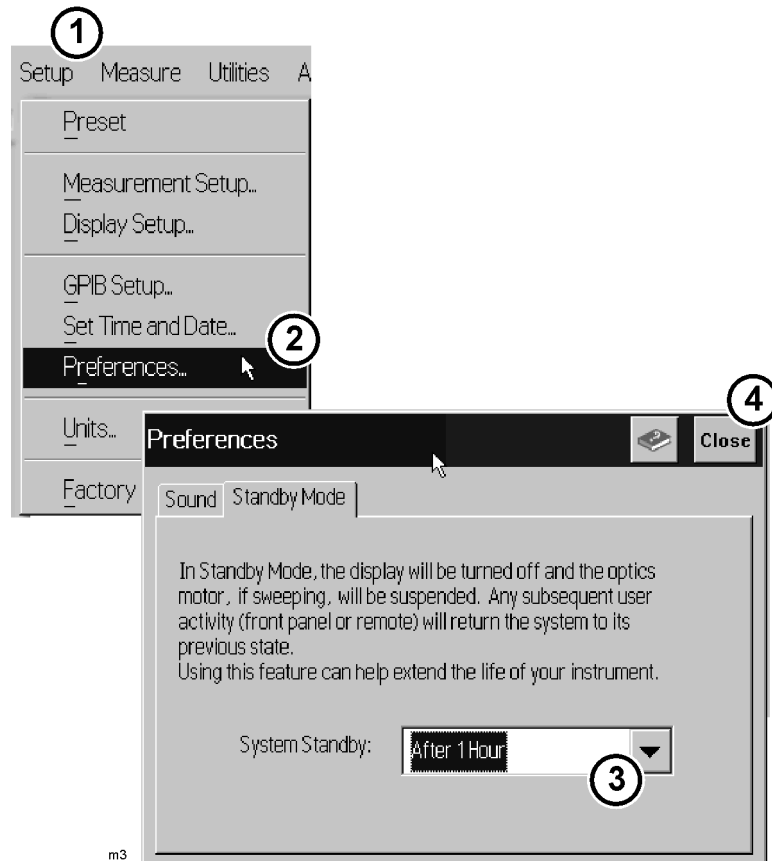 1
Setup Measure Utilities A
Preset
Measurement Setup...
Display Setup...
GPIB Setup...
Set Time and Date...
2
Preferences...
4
Units...
Preferences
Close
Factory
Sound Standby Mode
In Standby Mode, the display will be turned off and the optics
motor, if sweeping, will be suspended. Any subsequent user
activity (front panel or remote) will return the system to its
previous state.
Using this feature can help extend the life of your instrument.
System Standby: After 1 Hour
3
m3